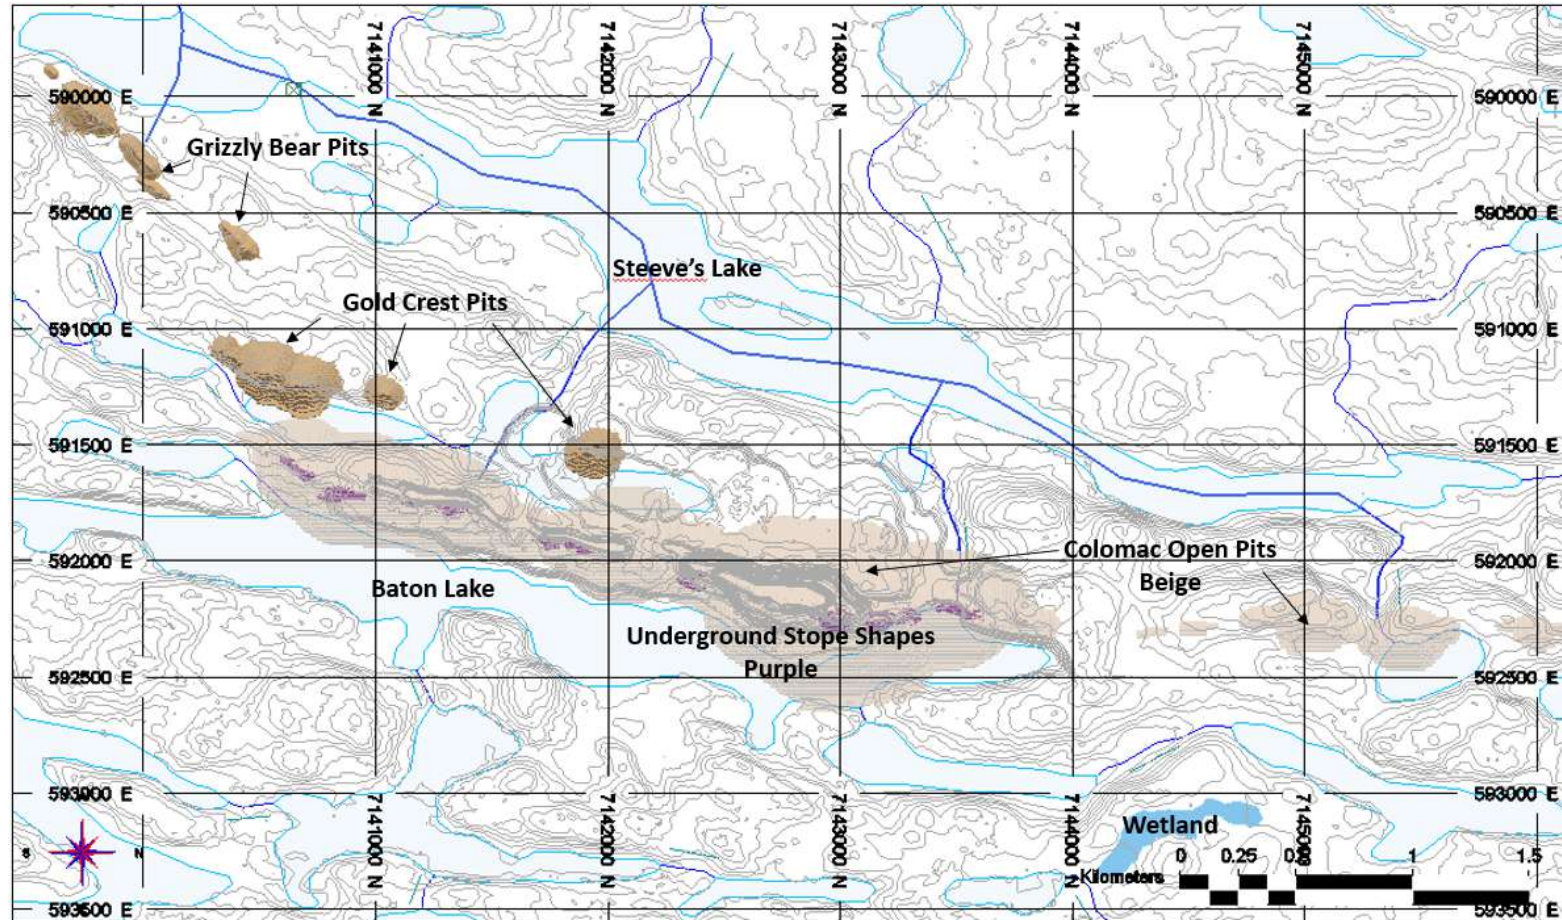 7141000 N
7142000 N
7143000 N
7144000 N
7145000 N
590000 E
590000 E
Grizzly Bear Pits
590500 E
590500 E
Steeve's Lake
Gold Crest Pits
591000 E
591000 E
591500 E
591500 E
592000 E
592000 E
Colomac Open Pits
Beige
Baton Lake
Underground Stope Shapes
Purple
592500 E
592500 E
593000 E
593000 E
Wetland
7141000 N
7142000 N
7143000 N
7144000 N
7145000 N
S
N
0
0.25
1
1.5
Kilometers
593500 E
593500 E